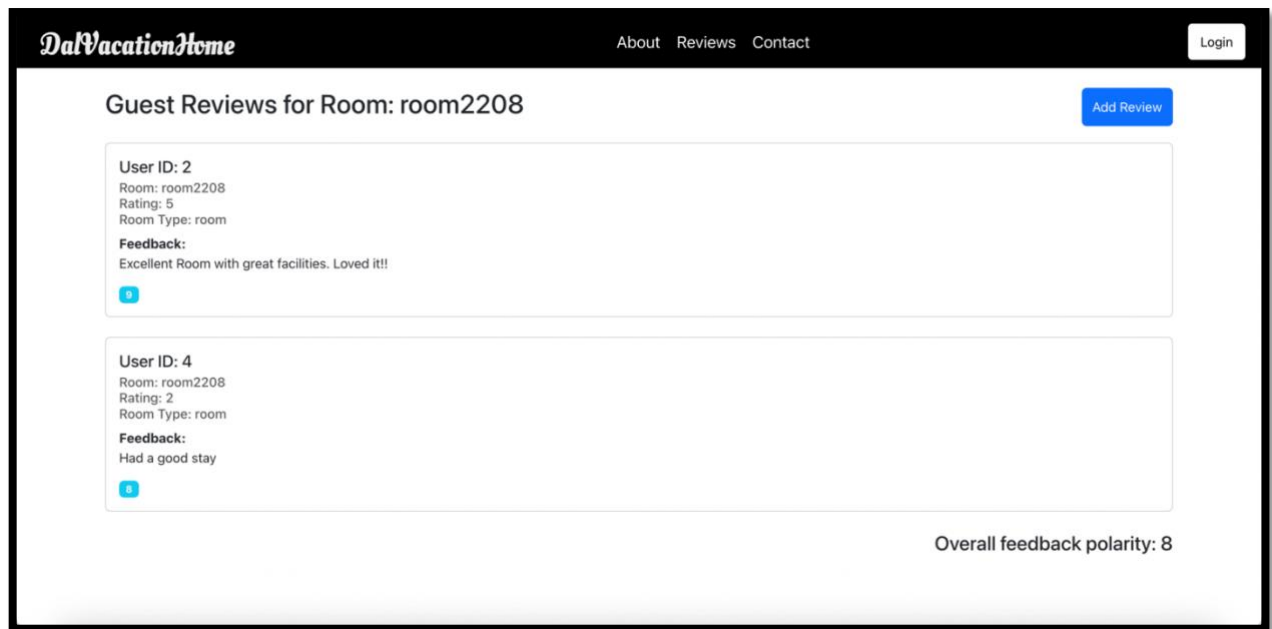 DalVacationHome
About Reviews Contact
Login
Guest Reviews for Room: room2208
Add Review
User ID: 2
Room: room2208
Rating: 5
Room Type: room
Feedback:
Excellent Room with great facilities. Loved it!!
9
User ID: 4
Room: room2208
Rating: 2
Room Type: room
Feedback:
Had a good stay
8
Overall feedback polarity: 8